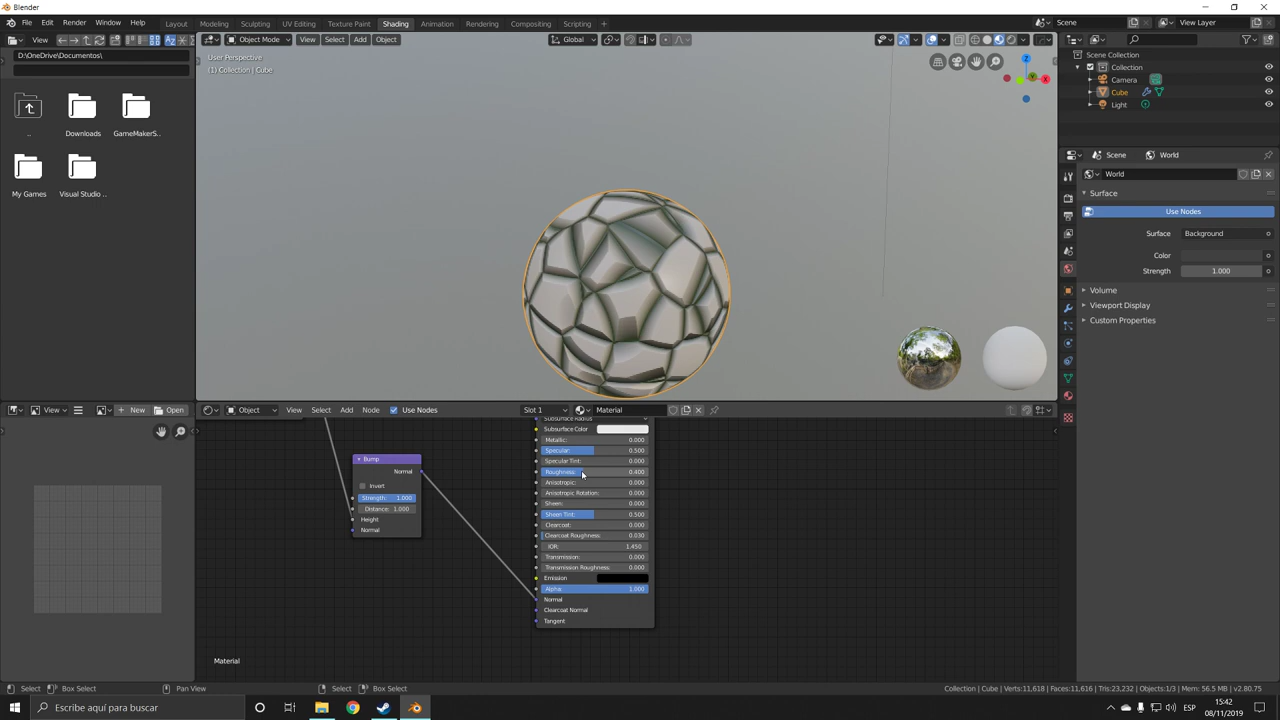 Blender
File Edit Render Window Help Layout Modeling Sculpting UV Editing Texture Paint Shading Animation Rendering Compositing Scripting + Scene View Layer
View Object Mode View Select Add Object Global
D:\OneDrive\Documentos\
User Perspective
(1) Collection | Cube
.. Downloads GameMakerS..
My Games Visual Studio ..
Z
Y
X
Scene Collection
Collection
Camera
Cube
Light
Scene World
World
Surface
Use Nodes
Surface Background
Color
Strength 1.000
Volume
Viewport Display
Custom Properties
View New Open Object View Select Add Node Use Nodes Slot 1 Material
Subsurface Radius
Subsurface Color
Metallic: 0.000
Specular: 0.500
Specular Tint: 0.000
Roughness: 0.400
Anisotropic: 0.000
Anisotropic Rotation: 0.000
Sheen: 0.000
Sheen Tint: 0.500
Clearcoat: 0.000
Clearcoat Roughness: 0.030
IOR: 1.450
Transmission: 0.000
Transmission Roughness: 0.000
Emission
Alpha: 1.000
Normal
Clearcoat Normal
Tangent
Bump
Normal
Invert
Strength: 1.000
Distance: 1.000
Height
Normal
Material
Select Box Select Pan View Select Box Select Collection | Cube | Verts:11,618 | Faces:11,616 | Tris:23,232 | Objects:1/3 | Mem: 56.5 MB | v2.80.75
Escribe aquí para buscar
ESP
15:42
08/11/2019